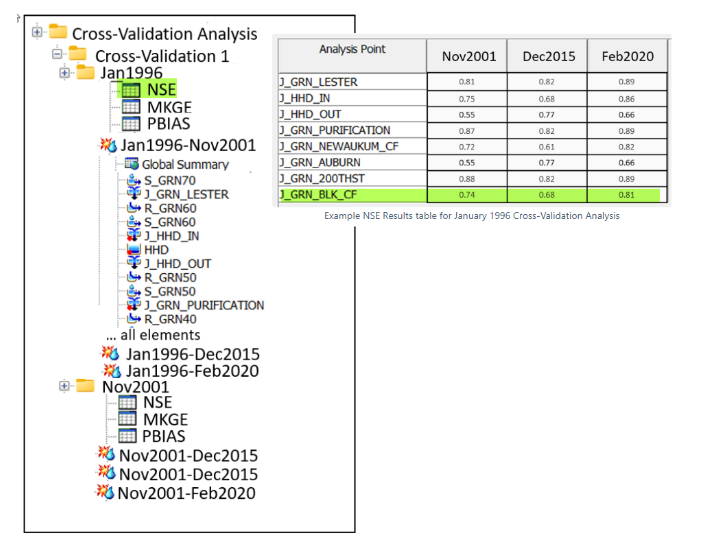 Cross-Validation Analysis
Cross-Validation 1
Jan1996
NSE
MKGE
PBIAS
Jan1996-Nov2001
Global Summary
S_GRN70
J_GRN_LESTER
R_GRN60
S_GRN60
J_HHD_IN
HHD
J_HHD_OUT
R_GRN50
S_GRN50
J_GRN_PURIFICATION
R_GRN40
... all elements
Jan1996-Dec2015
Jan1996-Feb2020
Nov2001
NSE
MKGE
PBIAS
Nov2001-Dec2015
Nov2001-Dec2015
Nov2001-Feb2020
Analysis Point Nov2001 Dec2015 Feb2020
J_GRN_LESTER 0.81 0.82 0.89
J_HHD_IN 0.75 0.68 0.86
J_HHD_OUT 0.55 0.77 0.66
J_GRN_PURIFICATION 0.87 0.82 0.89
J_GRN_NEWAUKUM_CF 0.72 0.61 0.82
J_GRN_AUBURN 0.55 0.77 0.66
J_GRN_200THST 0.88 0.82 0.89
J_GRN_BLK_CF 0.74 0.68 0.81
Example NSE Results table for January 1996 Cross-Validation Analysis